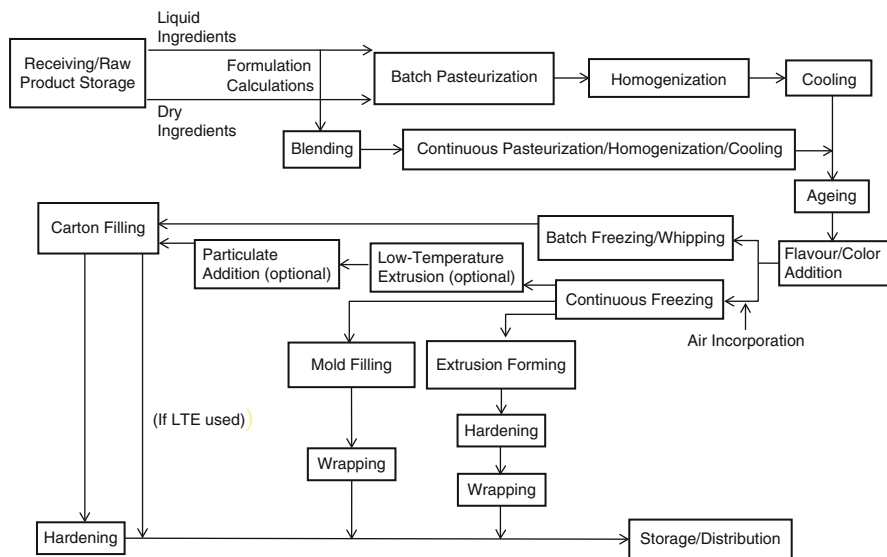 Liquid
Ingredients
Receiving/Raw
Product Storage
Formulation
Calculations
Dry
Ingredients
Batch Pasteurization
Homogenization
Cooling
Blending
Continuous Pasteurization/Homogenization/Cooling
Ageing
Carton Filling
Batch Freezing/Whipping
Flavour/Color
Addition
Particulate
Addition (optional)
Low-Temperature
Extrusion (optional)
Continuous Freezing
Air Incorporation
Mold Filling
Extrusion Forming
(If LTE used)
Hardening
Wrapping
Wrapping
Hardening
Storage/Distribution